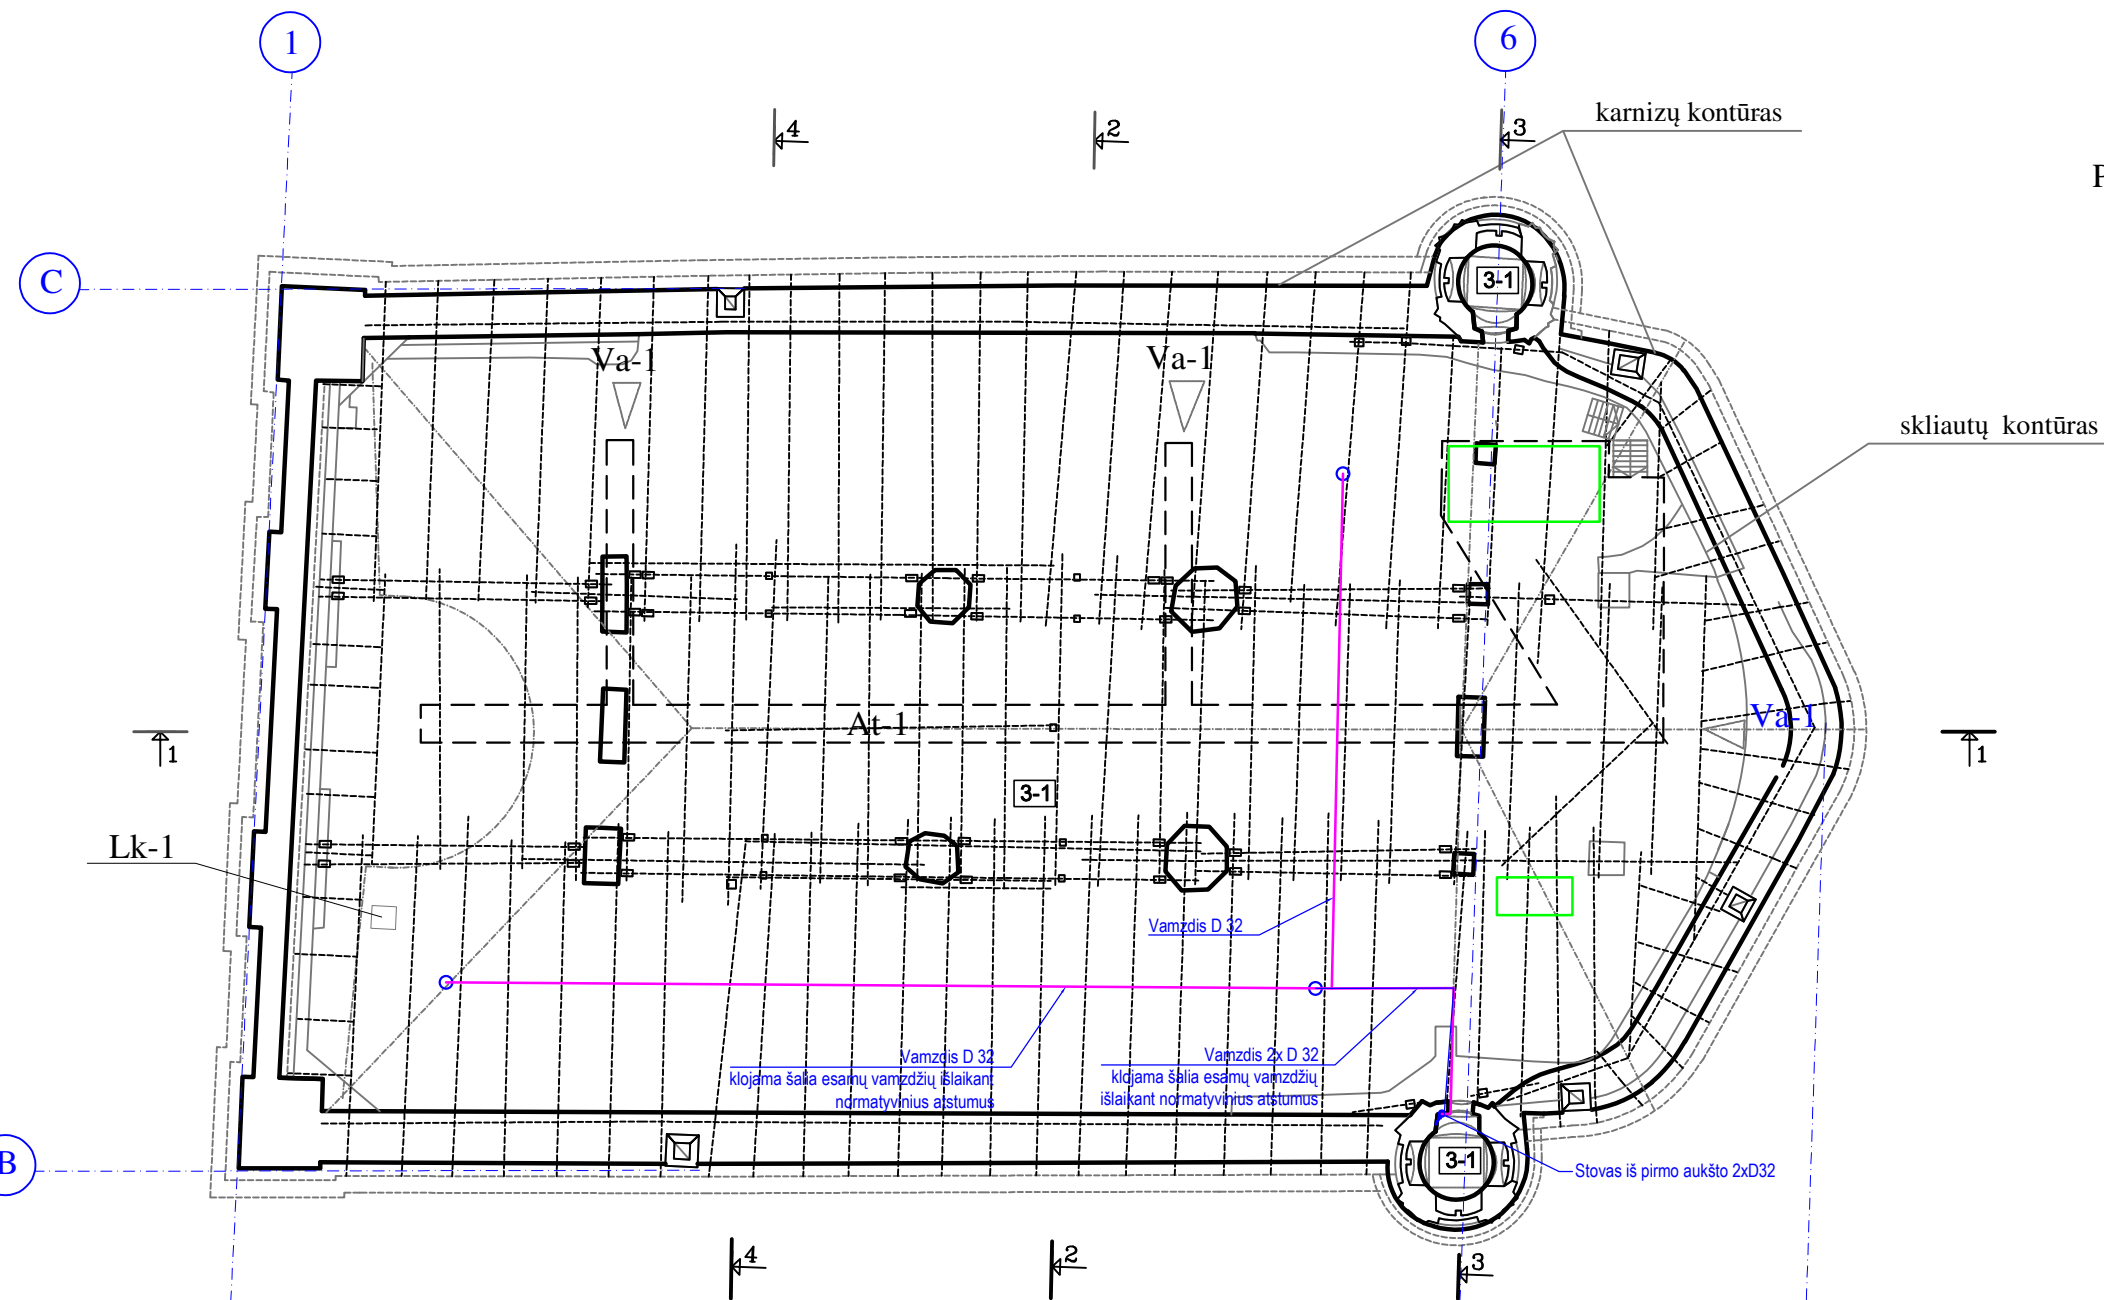 1
6
karnizų kontūras
4
2
3
P
C
3-1
Va-1
Va-1
skliautų kontūras
At-1
Va-1
1
1
3-1
Lk-1
Vamzdis D 32
Vamzdis D 32
klojama šalia esamų vamzdžių išlaikant
normatyvinius atstumus
Vamzdis 2x D 32
klojama šalia esamų vamzdžių
išlaikant normatyvinius atstumus
B
3-1
Stovas iš pirmo aukšto 2xD32
4
2
3